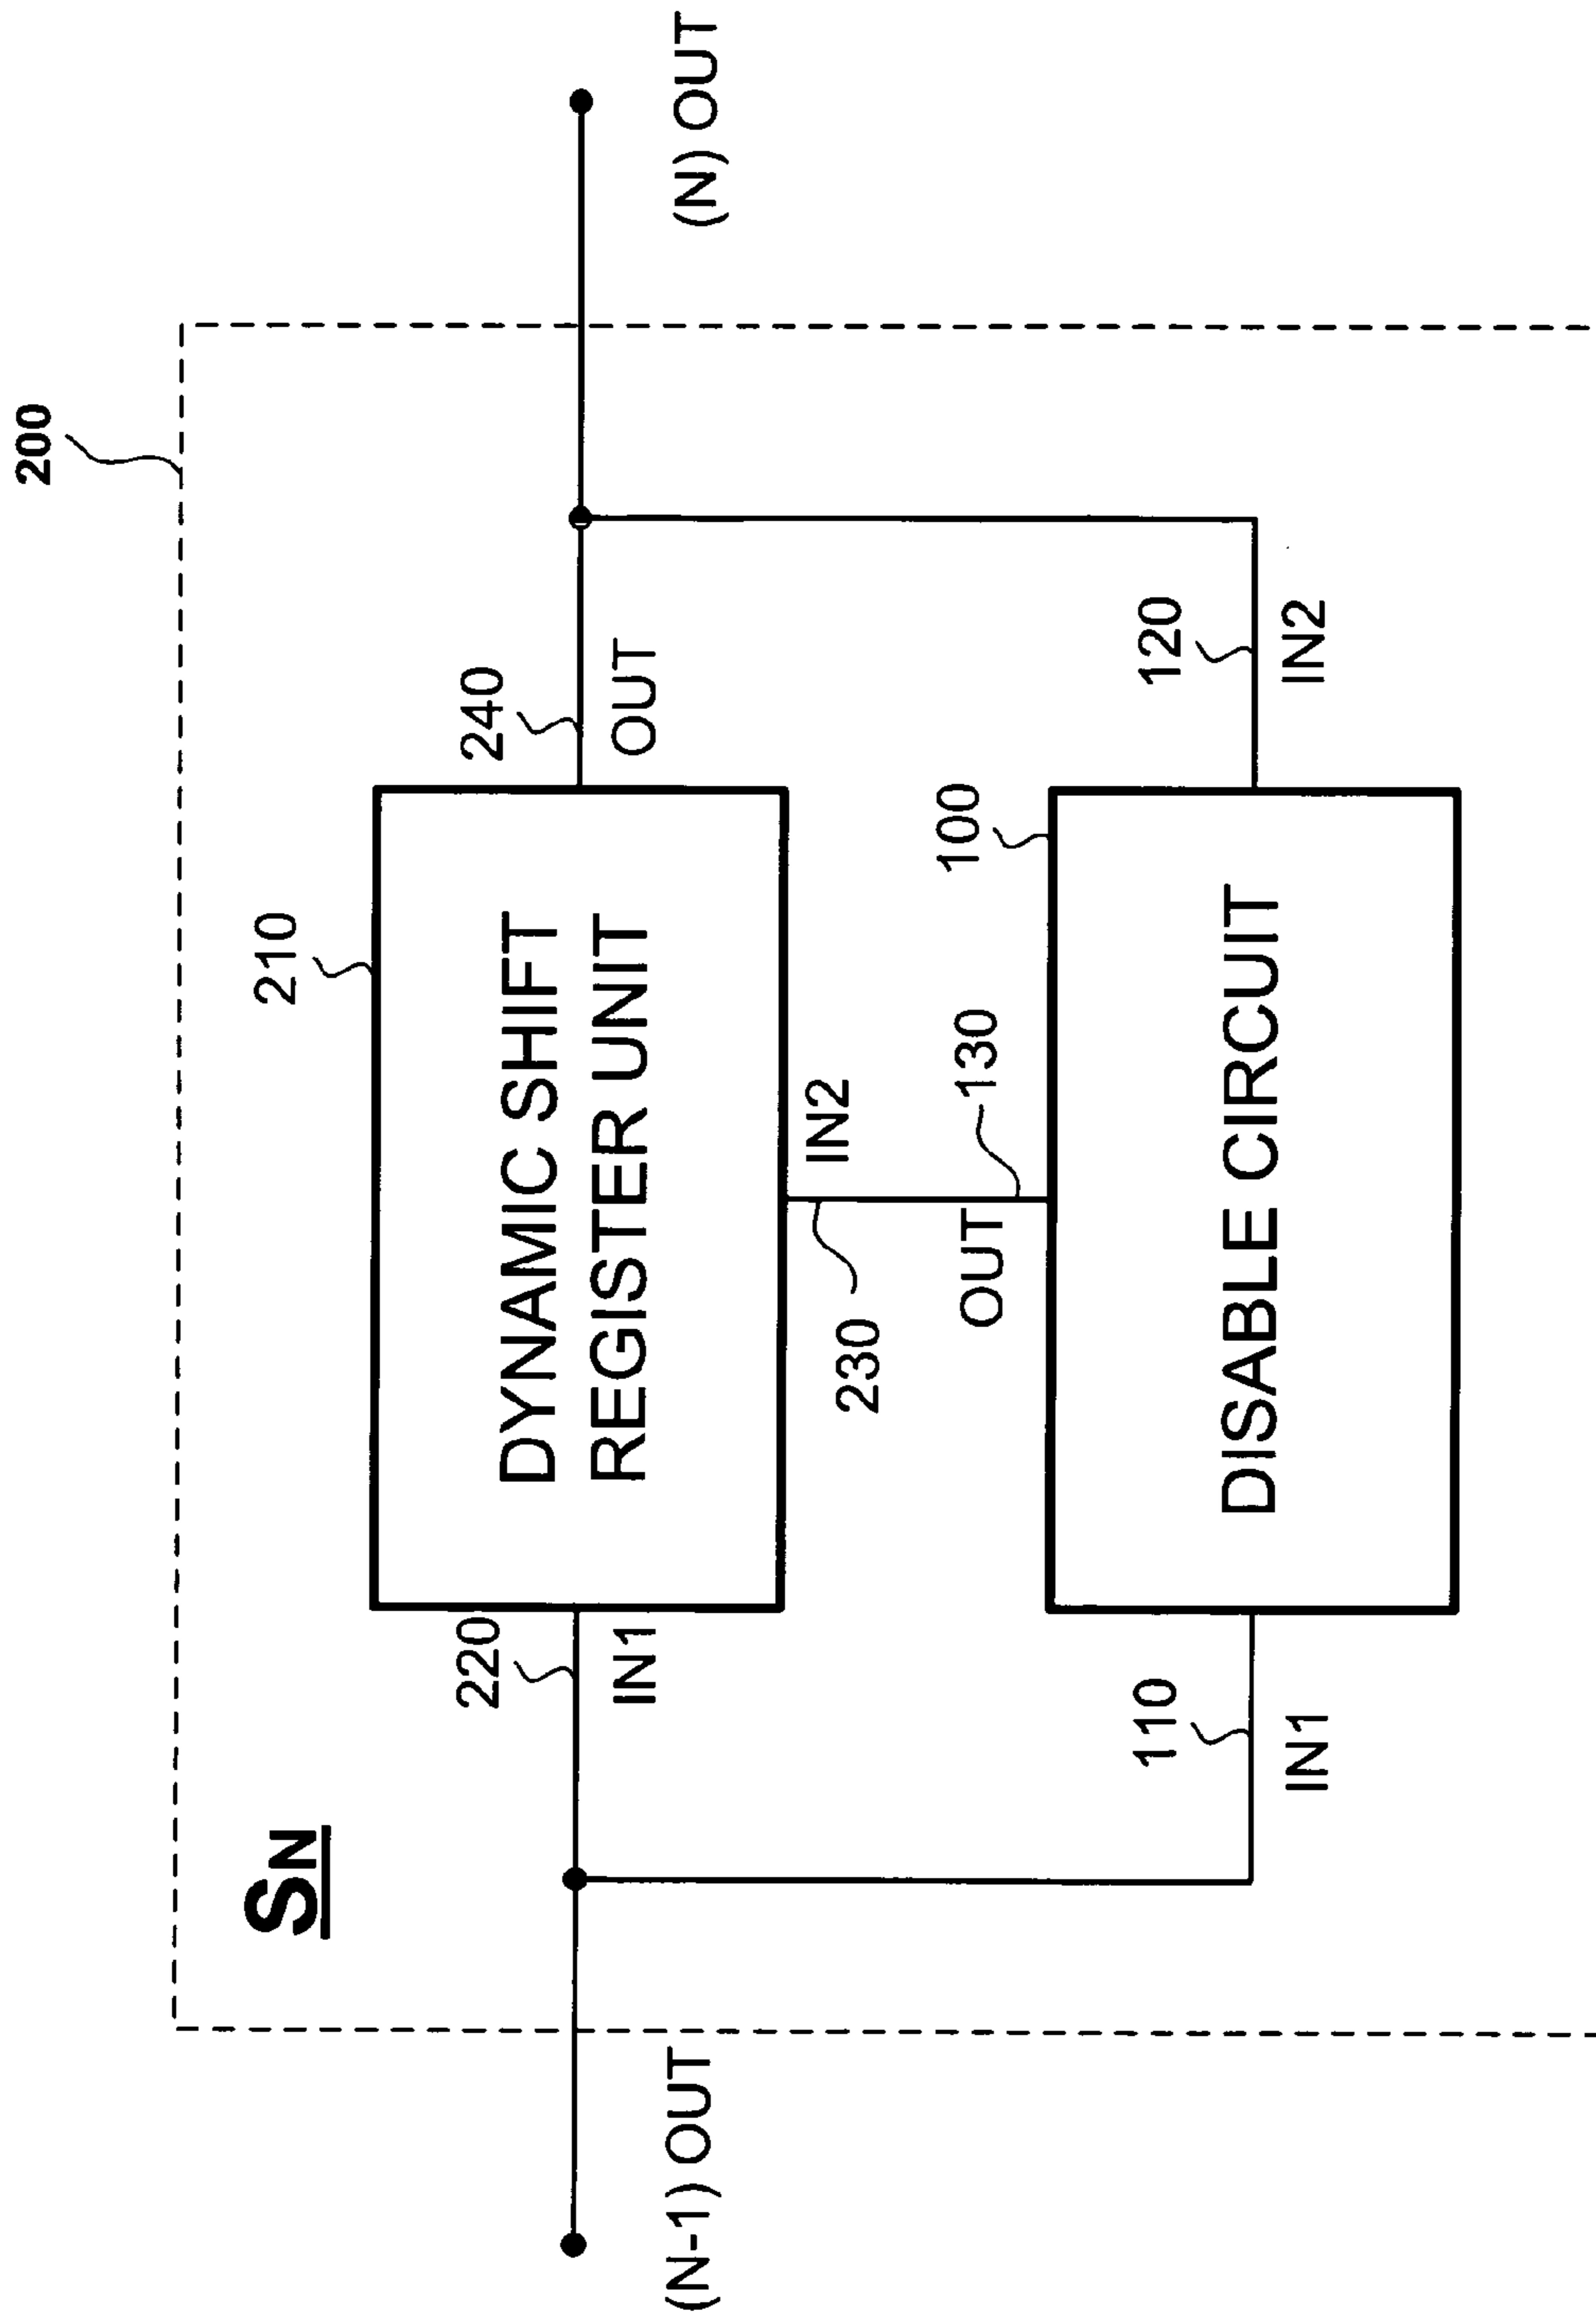 200
SN
210
220
IN1
DYNAMIC SHIFT
REGISTER UNIT
240
OUT
(N-1) OUT
(N) OUT
IN2
230
130
OUT
100
110
IN1
DISABLE CIRCUIT
120
IN2